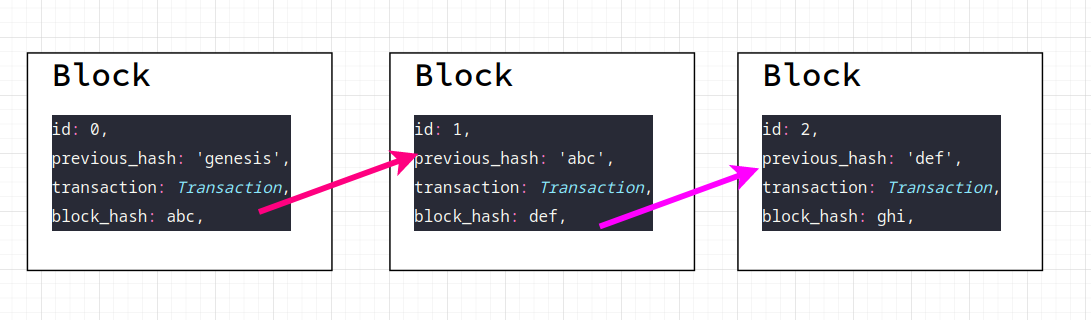 Block
id: 0,
previous_hash: 'genesis',
transaction: Transaction,
block_hash: abc,
Block
id: 1,
previous_hash: 'abc',
transaction: Transaction,
block_hash: def,
Block
id: 2,
previous_hash: 'def',
transaction: Transaction,
block_hash: ghi,